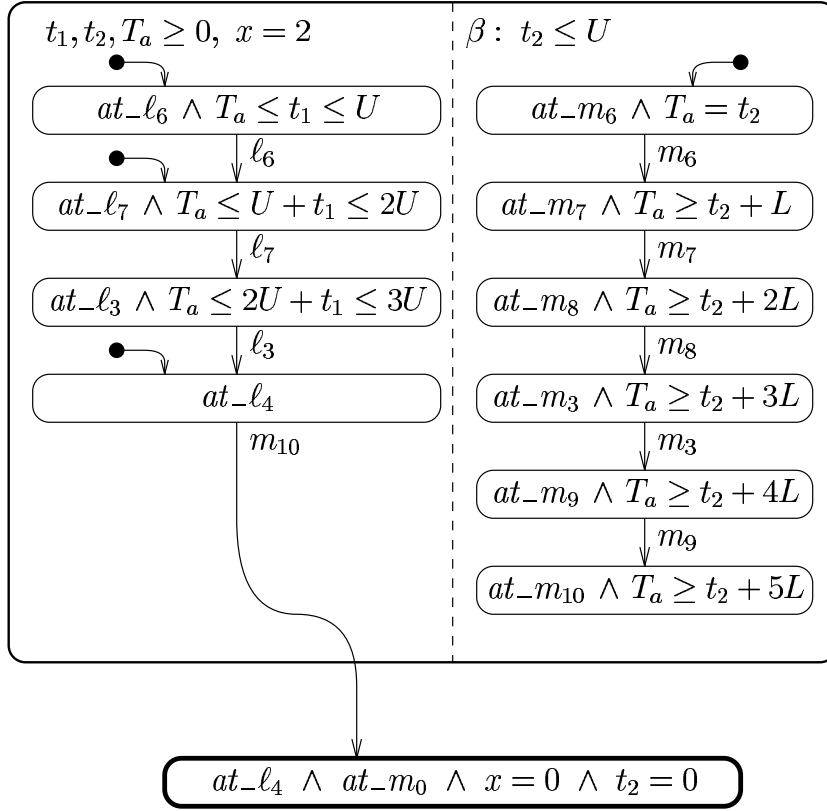 t₁, t₂, Tₐ ≥ 0, x = 2
at_ℓ₆ ∧ Tₐ ≤ t₁ ≤ U
ℓ₆
at_ℓ₇ ∧ Tₐ ≤ U + t₁ ≤ 2U
ℓ₇
at_ℓ₃ ∧ Tₐ ≤ 2U + t₁ ≤ 3U
ℓ₃
at_ℓ₄
m₁₀
β : t₂ ≤ U
at_m₆ ∧ Tₐ = t₂
m₆
at_m₇ ∧ Tₐ ≥ t₂ + L
m₇
at_m₈ ∧ Tₐ ≥ t₂ + 2L
m₈
at_m₃ ∧ Tₐ ≥ t₂ + 3L
m₃
at_m₉ ∧ Tₐ ≥ t₂ + 4L
m₉
at_m₁₀ ∧ Tₐ ≥ t₂ + 5L
at_ℓ₄ ∧ at_m₀ ∧ x = 0 ∧ t₂ = 0